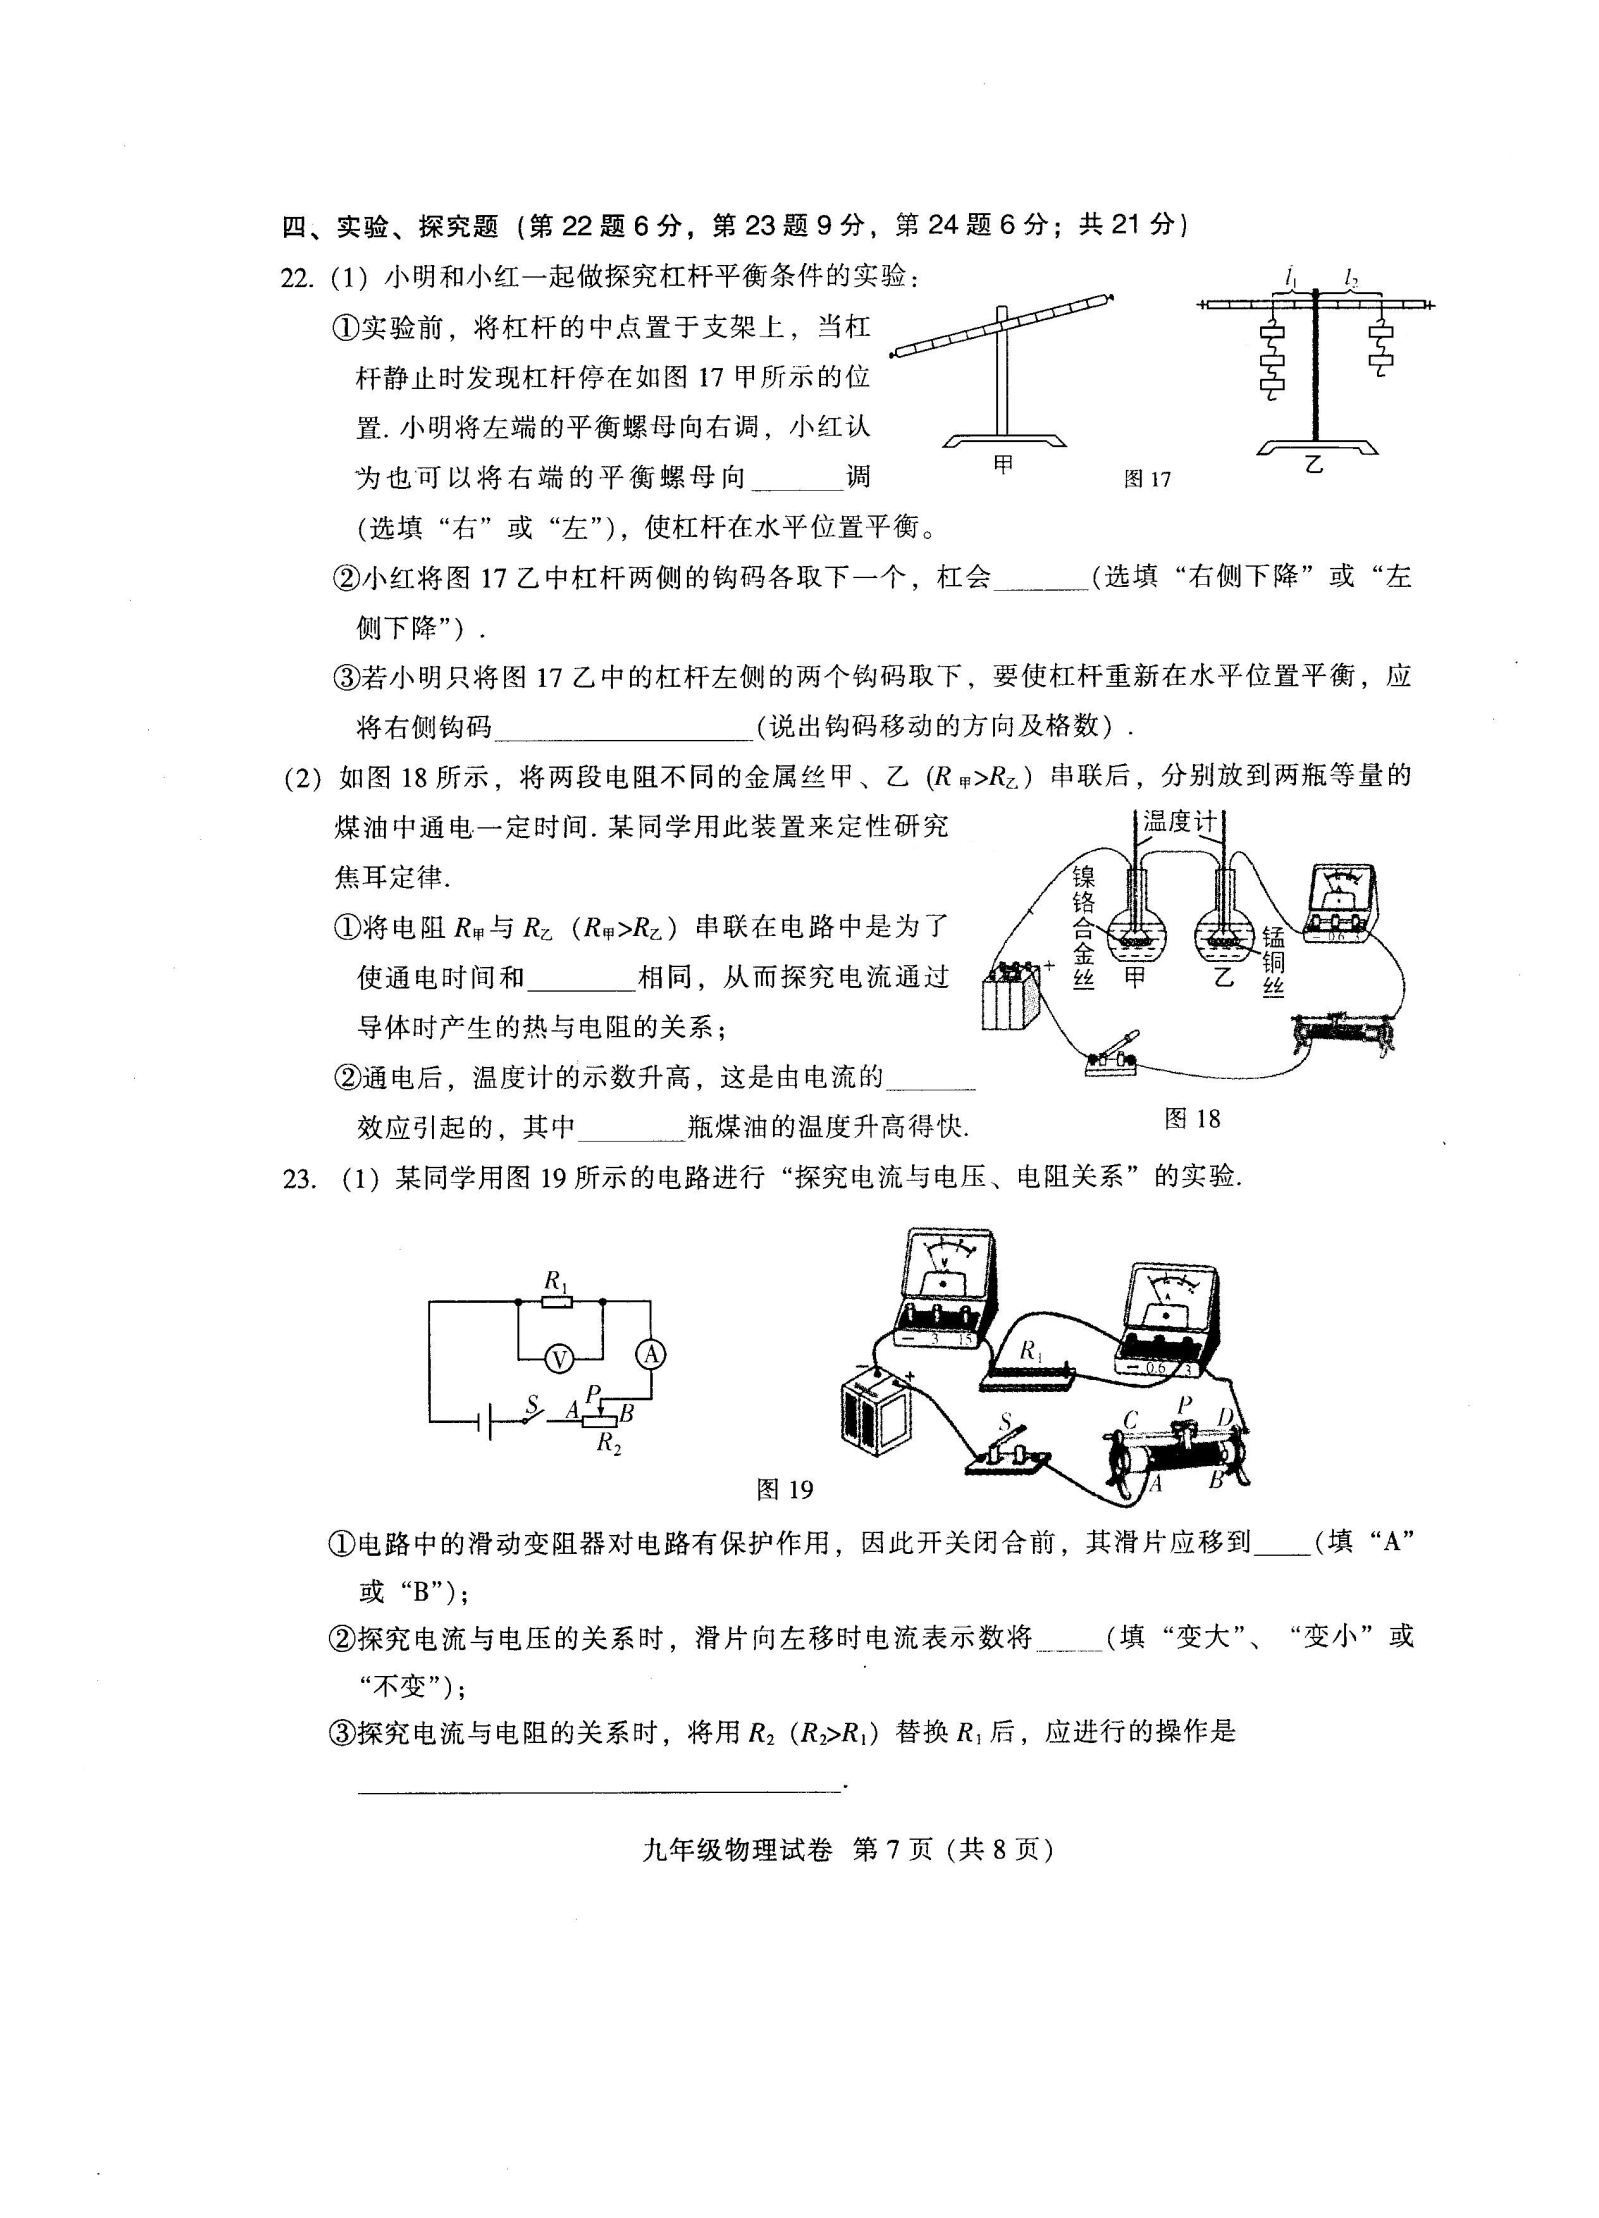 四、实验、探究题（第 22 题 6 分，第 23 题 9 分，第 24 题 6 分；共 21 分）
22.（1）小明和小红一起做探究杠杆平衡条件的实验：
①实验前，将杠杆的中点置于支架上，当杠
杆静止时发现杠杆停在如图 17 甲所示的位
置. 小明将左端的平衡螺母向右调，小红认
为也可以将右端的平衡螺母向______调
（选填“右”或“左”），使杠杆在水平位置平衡。
l₁ l₂
甲
图 17
乙
②小红将图 17 乙中杠杆两侧的钩码各取下一个，杠会______（选填“右侧下降”或“左
侧下降”）.
③若小明只将图 17 乙中的杠杆左侧的两个钩码取下，要使杠杆重新在水平位置平衡，应
将右侧钩码________________（说出钩码移动的方向及格数）.
（2）如图 18 所示，将两段电阻不同的金属丝甲、乙（R甲>R乙）串联后，分别放到两瓶等量的
煤油中通电一定时间. 某同学用此装置来定性研究
焦耳定律.
①将电阻 R甲与 R乙（R甲>R乙）串联在电路中是为了
使通电时间和_______相同，从而探究电流通过
导体时产生的热与电阻的关系；
②通电后，温度计的示数升高，这是由电流的______
效应引起的，其中_______瓶煤油的温度升高得快.
温度计
镍铬合金丝
甲
乙
锰铜丝
A
- 0.6 3
+
图 18
23.（1）某同学用图 19 所示的电路进行“探究电流与电压、电阻关系”的实验.
R₁
V
A
S
A
P
B
R₂
V
- 3 15
A
- 0.6 3
R₁
- +
S
C P D
A B
图 19
①电路中的滑动变阻器对电路有保护作用，因此开关闭合前，其滑片应移到____（填“A”
或“B”）；
②探究电流与电压的关系时，滑片向左移时电流表示数将_____（填“变大”、“变小”或
“不变”）；
③探究电流与电阻的关系时，将用 R₂（R₂>R₁）替换 R₁ 后，应进行的操作是
________________________________.
九年级物理试卷 第 7 页（共 8 页）